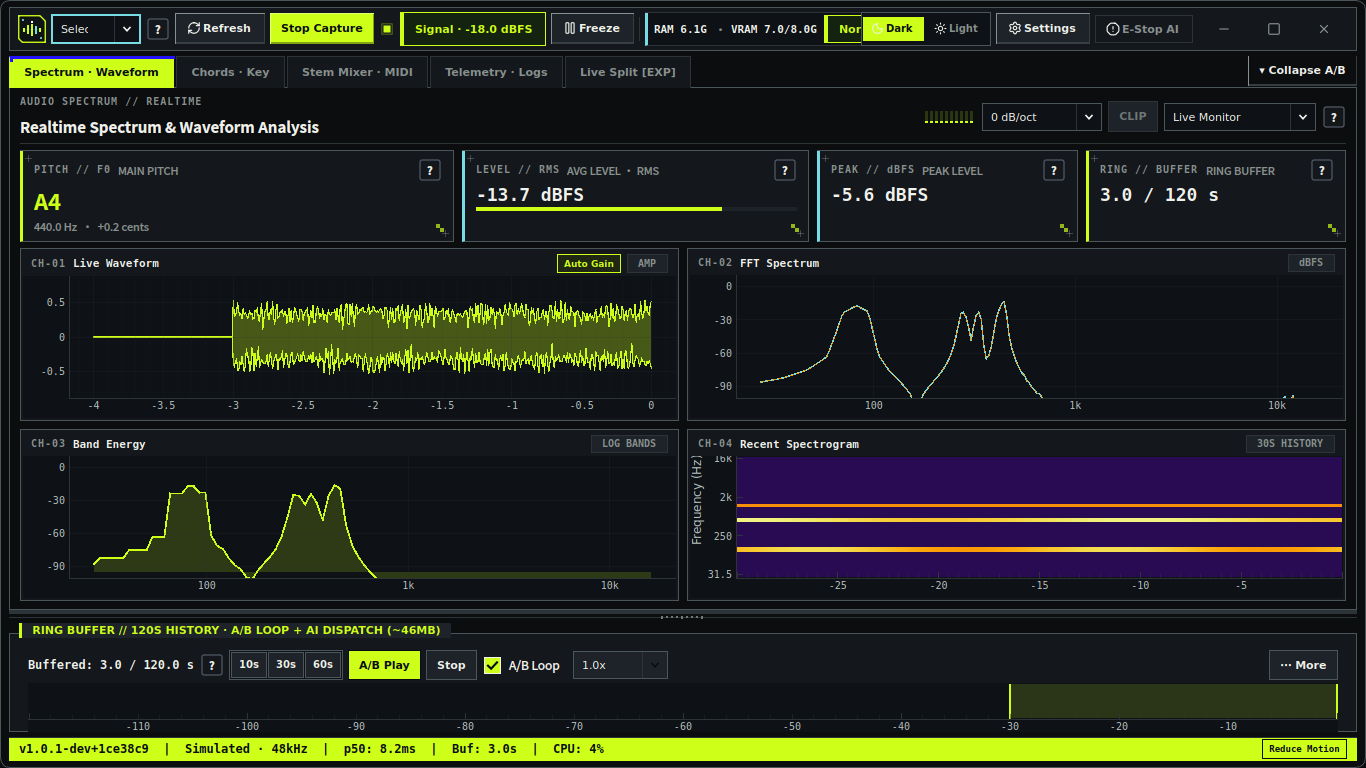 Selec ? Refresh Stop Capture Signal · -18.0 dBFS Freeze RAM 6.1G • VRAM 7.0/8.0G Nor Dark Light Settings E-Stop AI
Spectrum · Waveform Chords · Key Stem Mixer · MIDI Telemetry · Logs Live Split [EXP] ▾ Collapse A/B
AUDIO SPECTRUM // REALTIME
Realtime Spectrum & Waveform Analysis 0 dB/oct CLIP Live Monitor ?
PITCH // F0 MAIN PITCH ?
A4
440.0 Hz • +0.2 cents
LEVEL // RMS AVG LEVEL • RMS ?
-13.7 dBFS
PEAK // dBFS PEAK LEVEL ?
-5.6 dBFS
RING // BUFFER RING BUFFER ?
3.0 / 120 s
CH-01 Live Waveform Auto Gain AMP
0.5
0
-0.5
-4 -3.5 -3 -2.5 -2 -1.5 -1 -0.5 0
CH-02 FFT Spectrum dBFS
0
-30
-60
-90
100 1k 10k
CH-03 Band Energy LOG BANDS
0
-30
-60
-90
100 1k 10k
CH-04 Recent Spectrogram 30S HISTORY
Frequency (Hz)
16k
2k
250
31.5
-25 -20 -15 -10 -5
RING BUFFER // 120S HISTORY · A/B LOOP + AI DISPATCH (~46MB)
Buffered: 3.0 / 120.0 s ? 10s 30s 60s A/B Play Stop A/B Loop 1.0x ··· More
-110 -100 -90 -80 -70 -60 -50 -40 -30 -20 -10
v1.0.1-dev+1ce38c9 | Simulated · 48kHz | p50: 8.2ms | Buf: 3.0s | CPU: 4% Reduce Motion